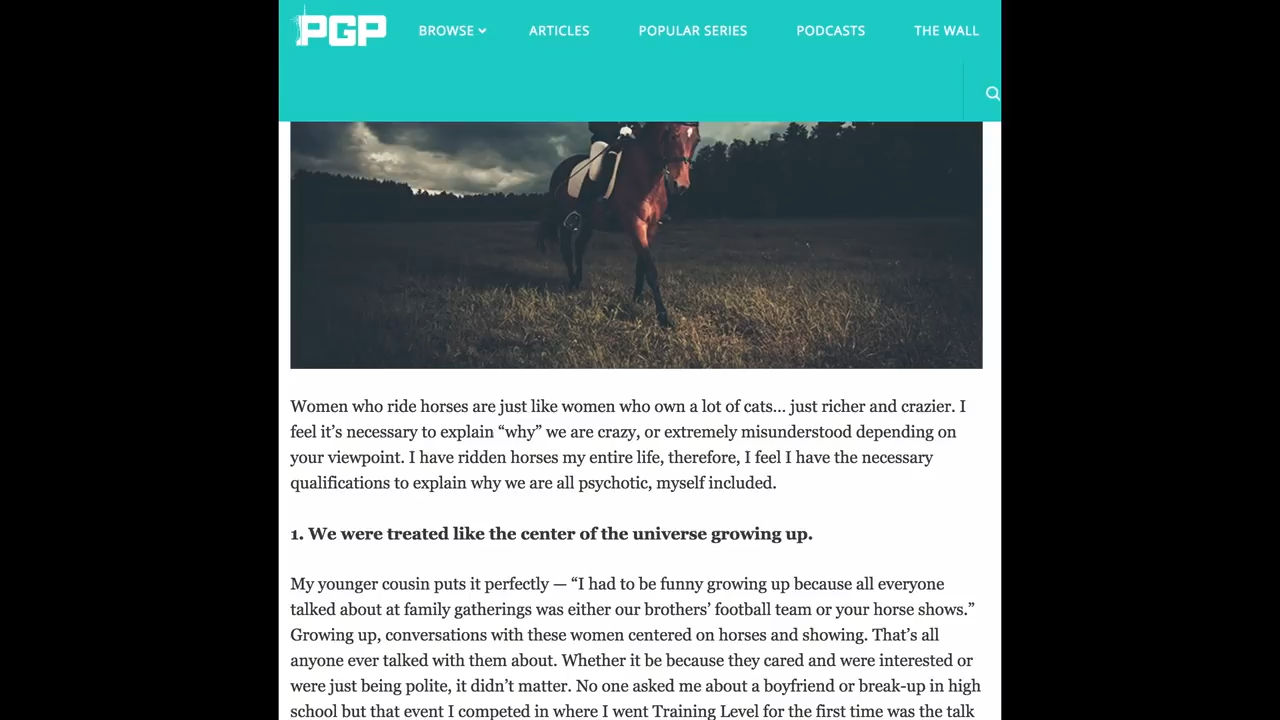 PGP
BROWSE ARTICLES POPULAR SERIES PODCASTS THE WALL
Women who ride horses are just like women who own a lot of cats... just richer and crazier. I
feel it’s necessary to explain “why” we are crazy, or extremely misunderstood depending on
your viewpoint. I have ridden horses my entire life, therefore, I feel I have the necessary
qualifications to explain why we are all psychotic, myself included.
1. We were treated like the center of the universe growing up.
My younger cousin puts it perfectly — “I had to be funny growing up because all everyone
talked about at family gatherings was either our brothers’ football team or your horse shows.”
Growing up, conversations with these women centered on horses and showing. That’s all
anyone ever talked with them about. Whether it be because they cared and were interested or
were just being polite, it didn’t matter. No one asked me about a boyfriend or break-up in high
school but that event I competed in where I went Training Level for the first time was the talk